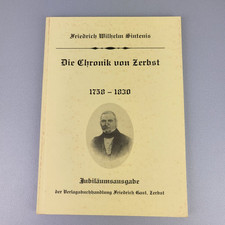 Friedrich Wilhelm Sintenis
Die Chronik von Zerbst
1758 – 1830
Jubiläumsausgabe
der Verlagsbuchhandlung Friedrich Gast, Zerbst